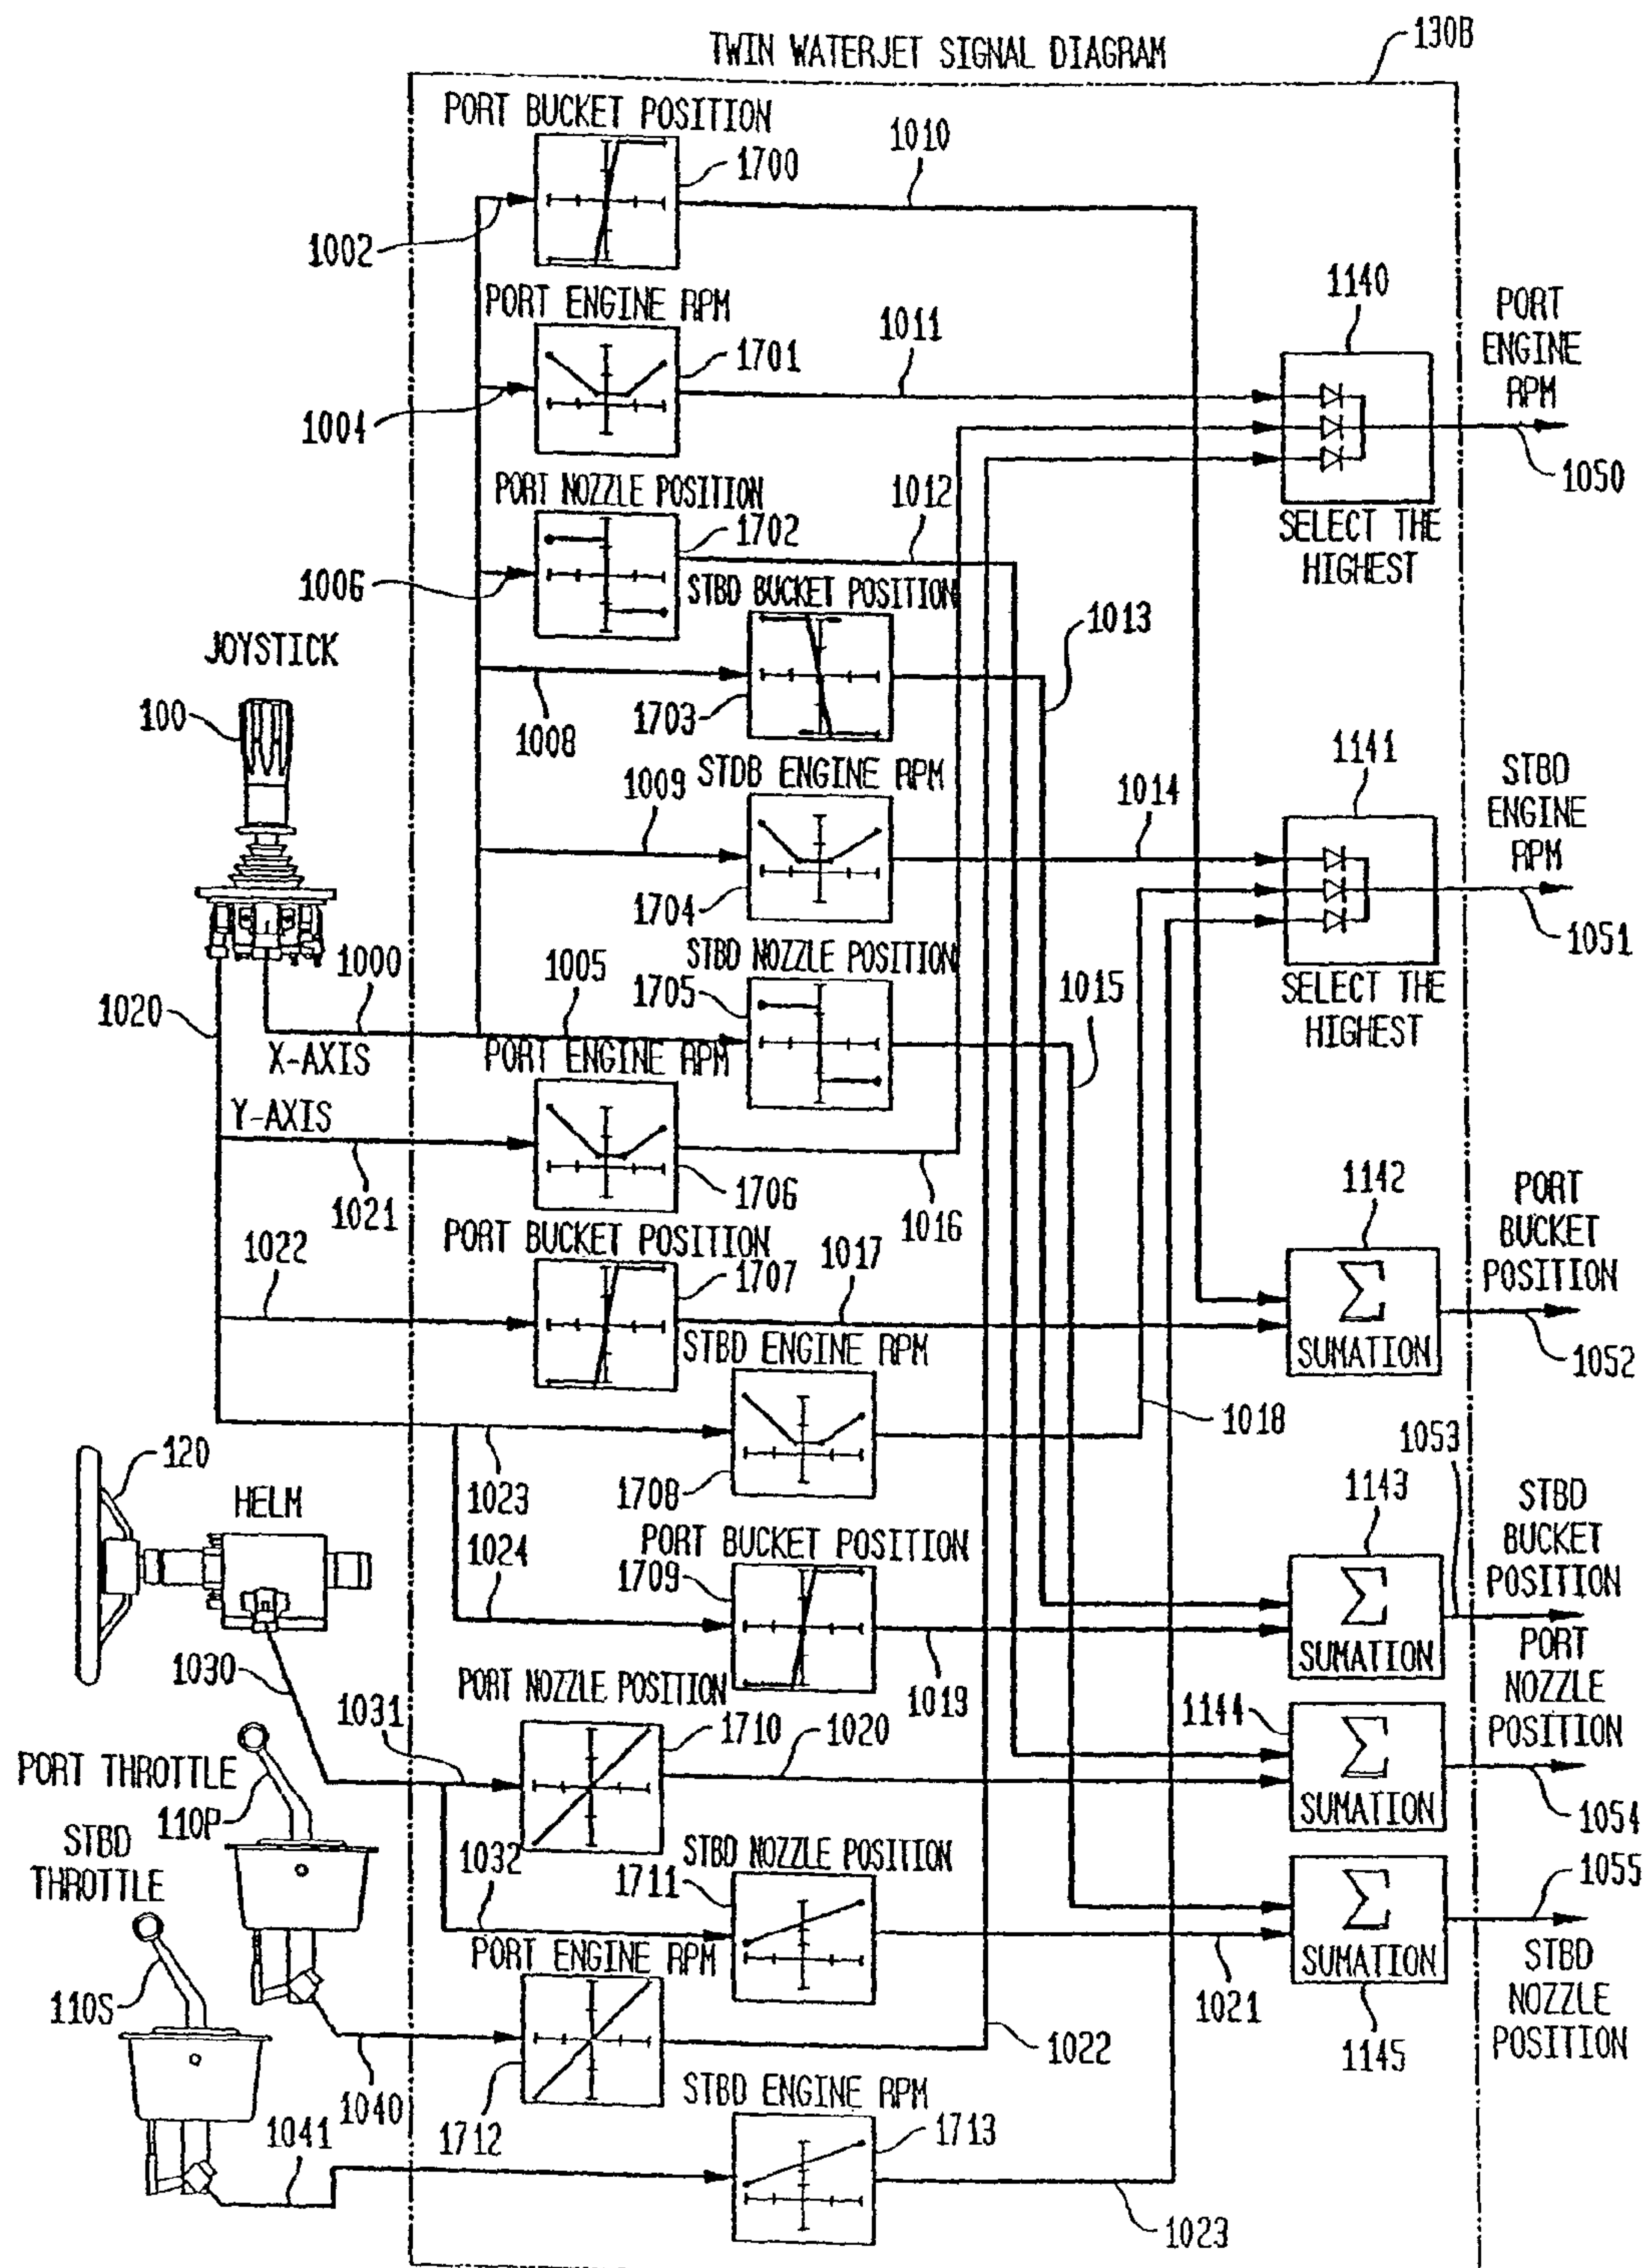 TWIN WATERJET SIGNAL DIAGRAM
130B
PORT BUCKET POSITION
1700
1010
1002
PORT ENGINE RPM
1701
1011
1004
1140
PORT
ENGINE
RPM
1050
SELECT THE
HIGHEST
PORT NOZZLE POSITION
1702
1012
1006
STBD BUCKET POSITION
1013
1703
1008
JOYSTICK
100
STDB ENGINE RPM
1009
1704
1014
1141
STBD
ENGINE
RPM
1051
SELECT THE
HIGHEST
STBD NOZZLE POSITION
1705
1005
1015
1000
1020
X-AXIS
PORT ENGINE RPM
Y-AXIS
1021
1706
1016
1142
PORT
BUCKET
POSITION
SUMATION
1052
PORT BUCKET POSITION
1707
1017
1022
STBD ENGINE RPM
1708
1018
1023
120
HELM
1024
PORT BUCKET POSITION
1709
1019
1143
1053
STBD
BUCKET
POSITION
SUMATION
1030
1031
PORT NOZZLE POSITION
1710
1020
1144
PORT
NOZZLE
POSITION
SUMATION
1054
PORT THROTTLE
110P
STBD
THROTTLE
110S
1032
STBD NOZZLE POSITION
1711
1021
1055
SUMATION
1145
STBD
NOZZLE
POSITION
PORT ENGINE RPM
1712
1022
1040
STBD ENGINE RPM
1713
1041
1023